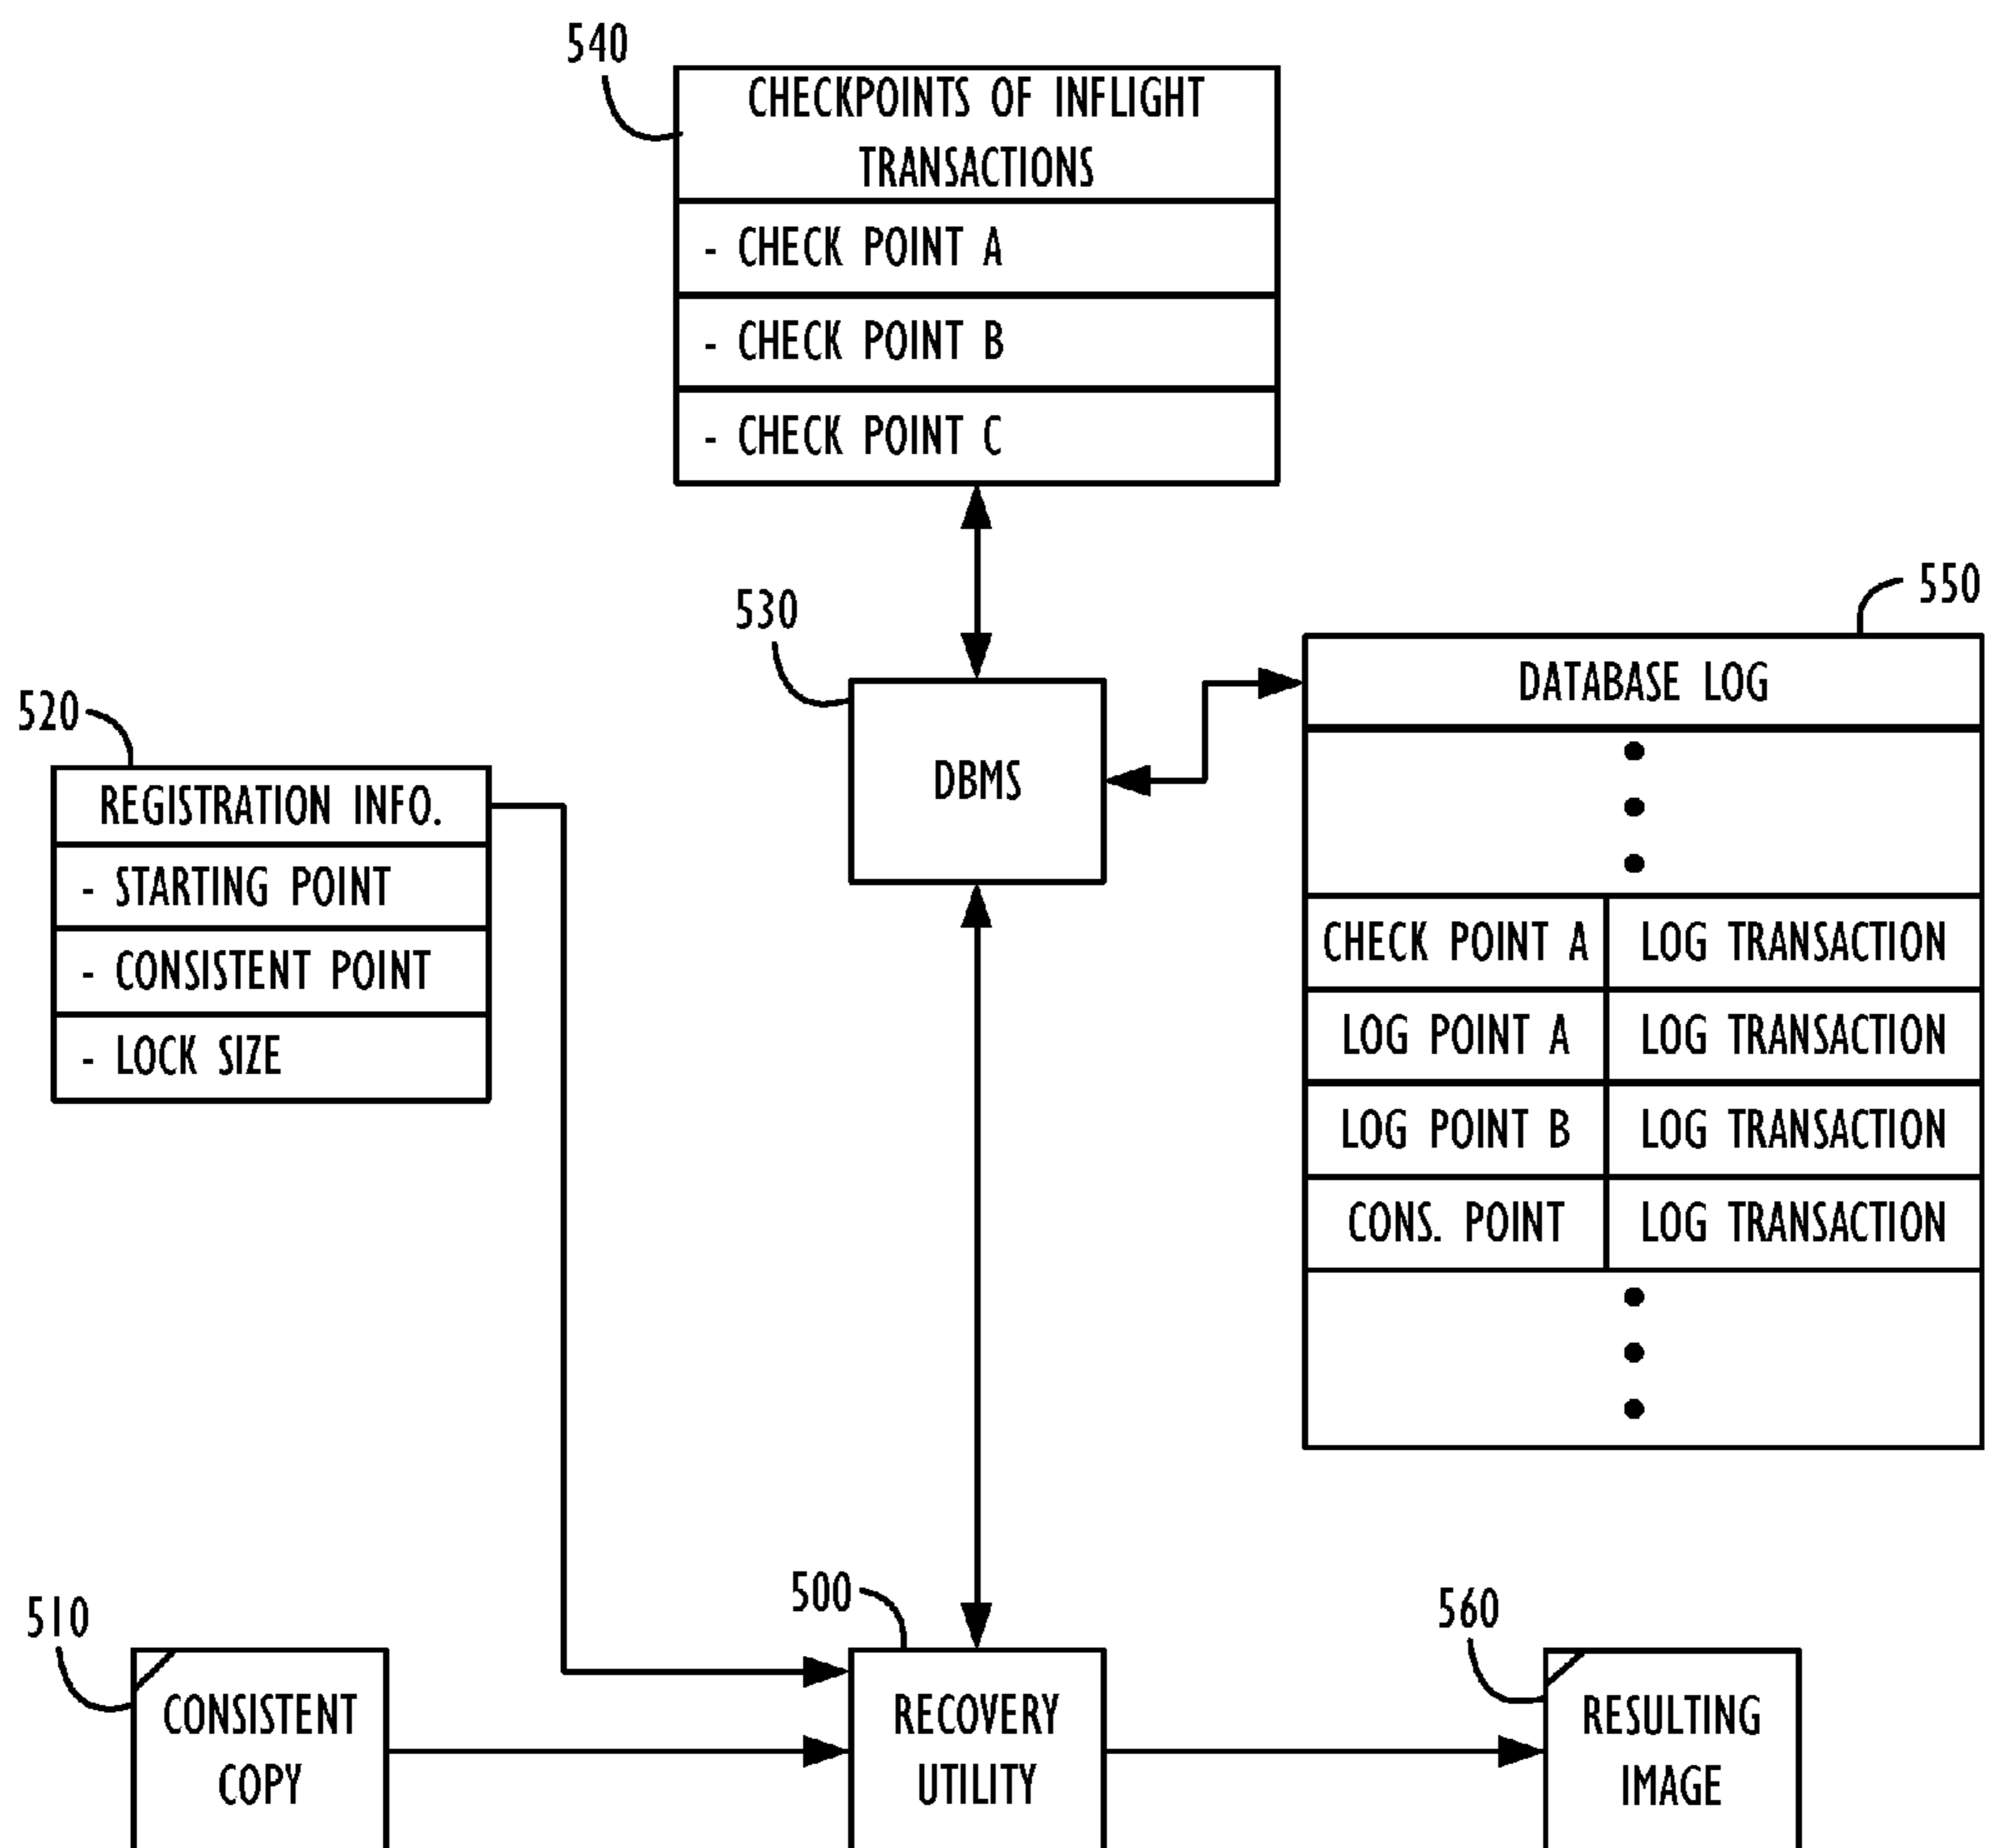 540
CHECKPOINTS OF INFLIGHT
TRANSACTIONS
- CHECK POINT A
- CHECK POINT B
- CHECK POINT C
530
DBMS
550
DATABASE LOG
CHECK POINT A LOG TRANSACTION
LOG POINT A LOG TRANSACTION
LOG POINT B LOG TRANSACTION
CONS. POINT LOG TRANSACTION
520
REGISTRATION INFO.
- STARTING POINT
- CONSISTENT POINT
- LOCK SIZE
510
CONSISTENT
COPY
500
RECOVERY
UTILITY
560
RESULTING
IMAGE